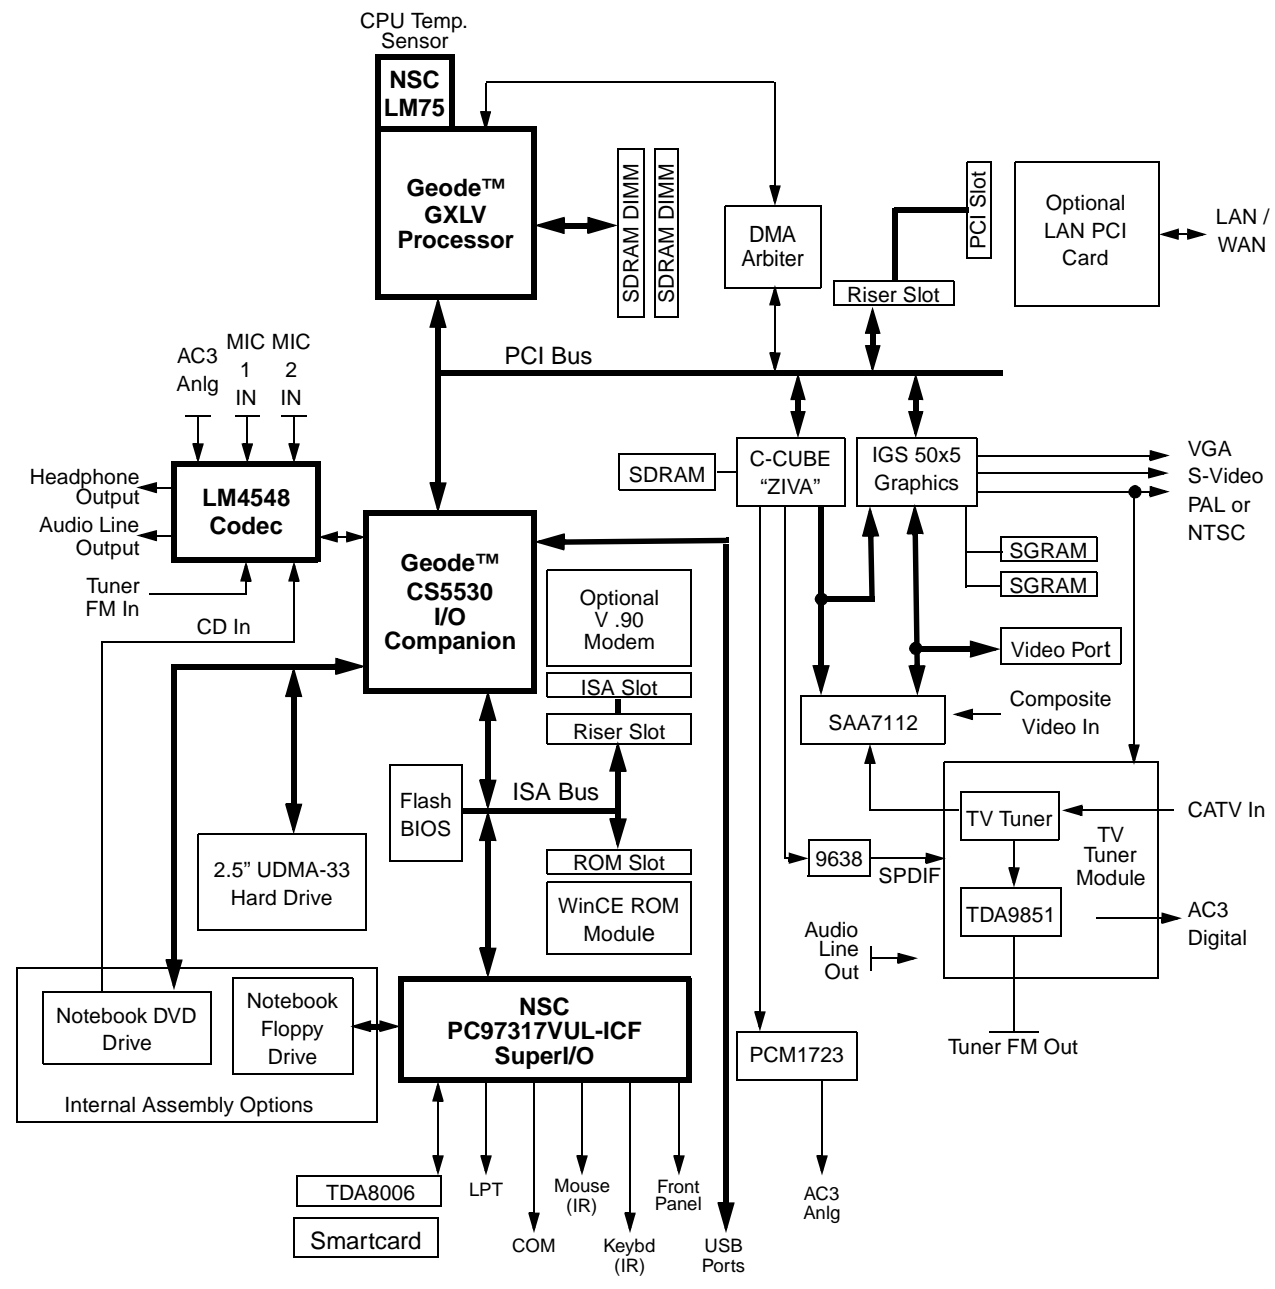 CPU Temp.
Sensor
NSC
LM75
Geode™
GXLV
Processor
SDRAM DIMM
SDRAM DIMM
DMA
Arbiter
PCI Slot
Riser Slot
Optional
LAN PCI
Card
LAN /
WAN
PCI Bus
AC3
Anlg
MIC
1
IN
MIC
2
IN
Headphone
Output
Audio Line
Output
LM4548
Codec
Tuner
FM In
CD In
Geode™
CS5530
I/O
Companion
SDRAM
C-CUBE
“ZIVA”
IGS 50x5
Graphics
VGA
S-Video
PAL or
NTSC
SGRAM
SGRAM
Optional
V .90
Modem
ISA Slot
Riser Slot
Video Port
SAA7112
Composite
Video In
Flash
BIOS
ISA Bus
ROM Slot
WinCE ROM
Module
2.5” UDMA-33
Hard Drive
TV Tuner
CATV In
TV
Tuner
Module
9638
SPDIF
TDA9851
AC3
Digital
Audio
Line
Out
Tuner FM Out
Notebook DVD
Drive
Notebook
Floppy
Drive
Internal Assembly Options
NSC
PC97317VUL-ICF
SuperI/O
PCM1723
TDA8006
Smartcard
LPT
COM
Mouse
(IR)
Keybd
(IR)
Front
Panel
USB
Ports
AC3
Anlg